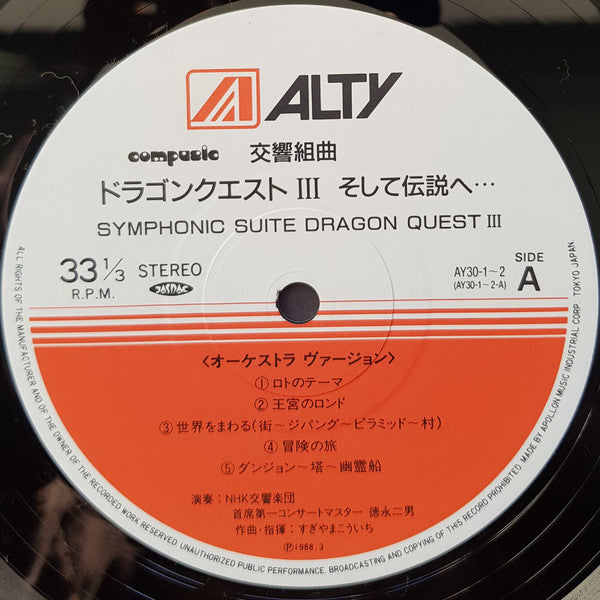 ALTY
compusic 交響組曲
ドラゴンクエスト III そして伝説へ…
SYMPHONIC SUITE DRAGON QUEST III
33 1/3 STEREO
R.P.M. JASRAC
AY30-1~2
(AY30-1~2-A)
SIDE
A
〈オーケストラ ヴァージョン〉
① ロトのテーマ
② 王宮のロンド
③ 世界をまわる(街~ジパング~ピラミッド~村)
④ 冒険の旅
⑤ ダンジョン~塔~幽霊船
演奏:NHK交響楽団
首席第一コンサートマスター 徳永二男
作曲・指揮:すぎやまこういち
Ⓟ1988.3
ALL RIGHTS OF THE MANUFACTURER AND OF THE OWNER OF THE RECORDED WORK RESERVED. UNAUTHORIZED PUBLIC PERFORMANCE. BROADCASTING AND COPYING OF THIS RECORD PROHIBITED. MADE BY APOLLON MUSIC INDUSTRIAL CORP. TOKYO JAPAN.